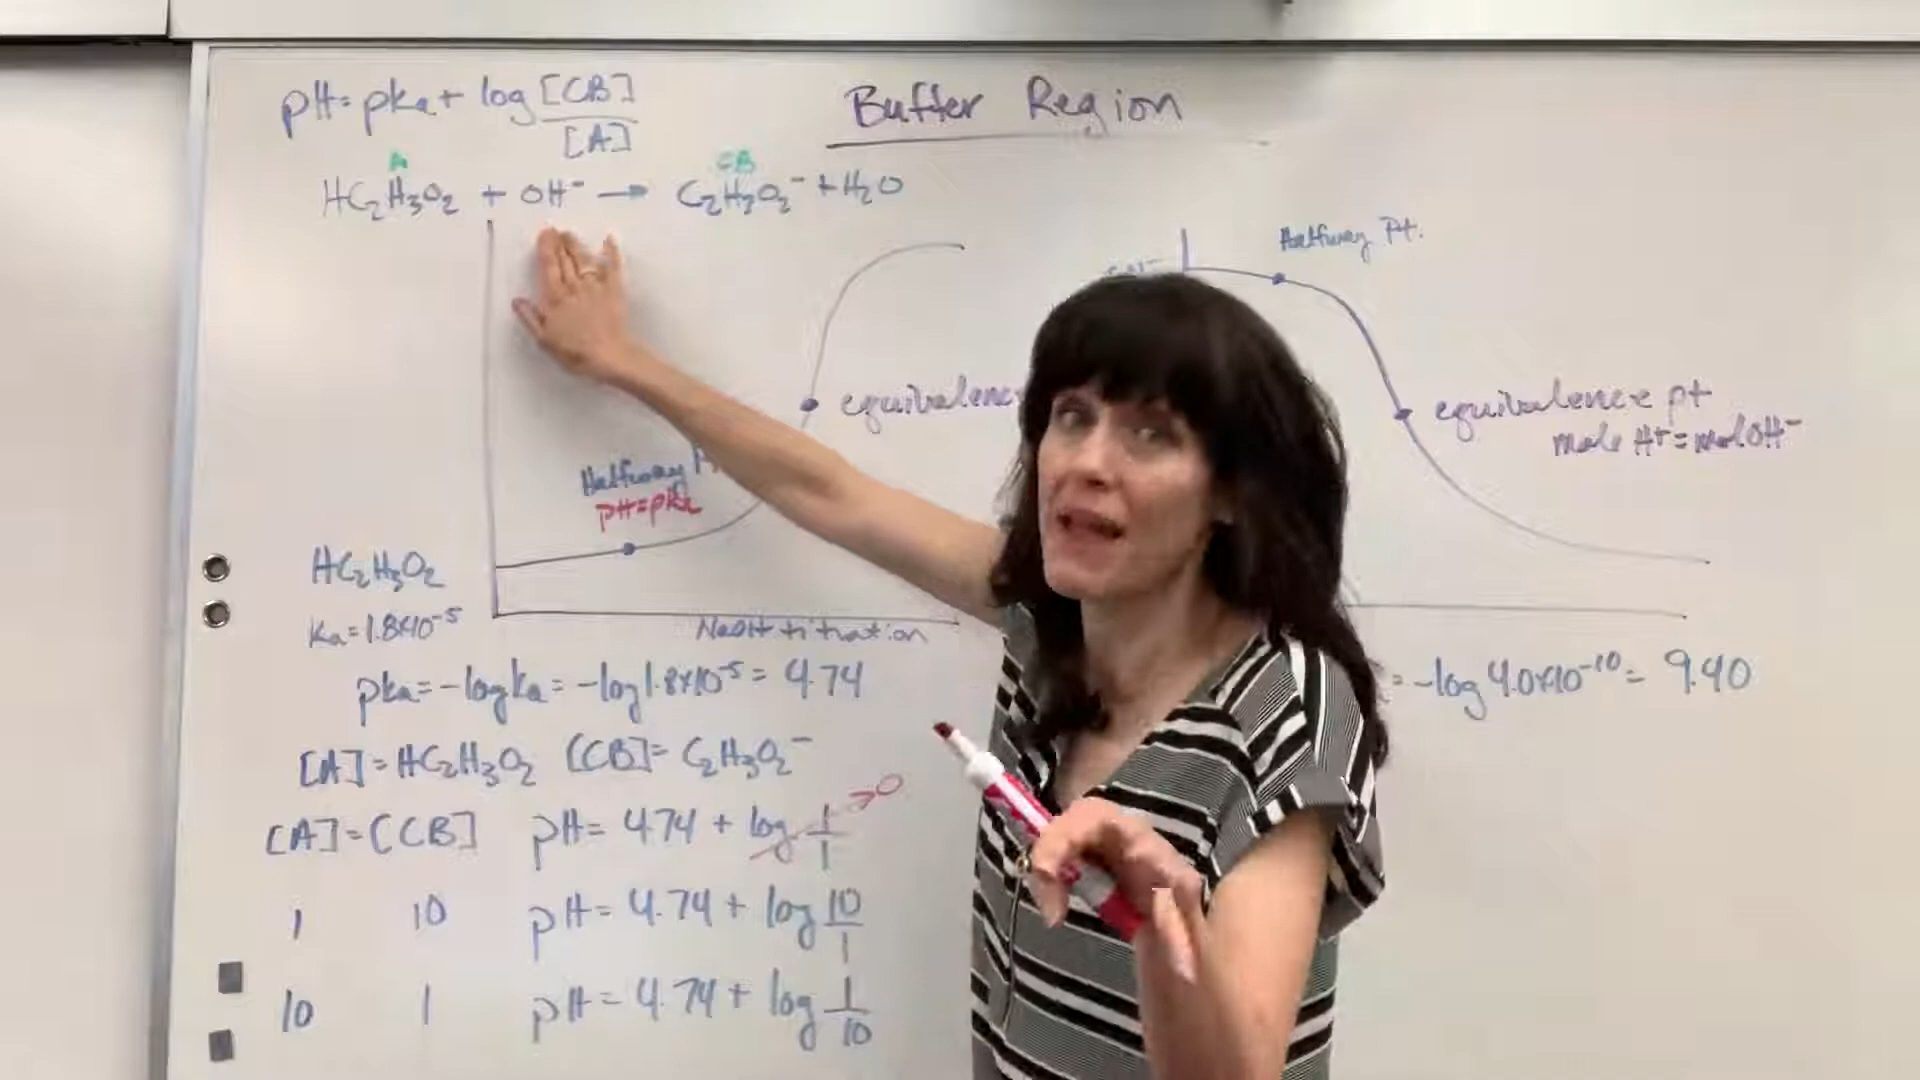 Buffer Region
pH = pka + log [CB]
[A]
A
CB
HC₂H₃O₂ + OH⁻ → C₂H₃O₂⁻ + H₂O
Halfway Pt.
equivalenc
equivalence pt
mole H⁺ = mol OH⁻
Halfway P
pH=pka
HC₂H₃O₂
Ka = 1.8x10⁻⁵
NaOH titration
pka = -log ka = -log 1.8x10⁻⁵ = 4.74
= -log 4.0x10⁻¹⁰ = 9.40
[A] = HC₂H₃O₂ [CB] = C₂H₃O₂⁻
[A] = [CB] pH = 4.74 + log 1/1 → 0
1 10 pH = 4.74 + log 10/1
10 1 pH = 4.74 + log 1/10